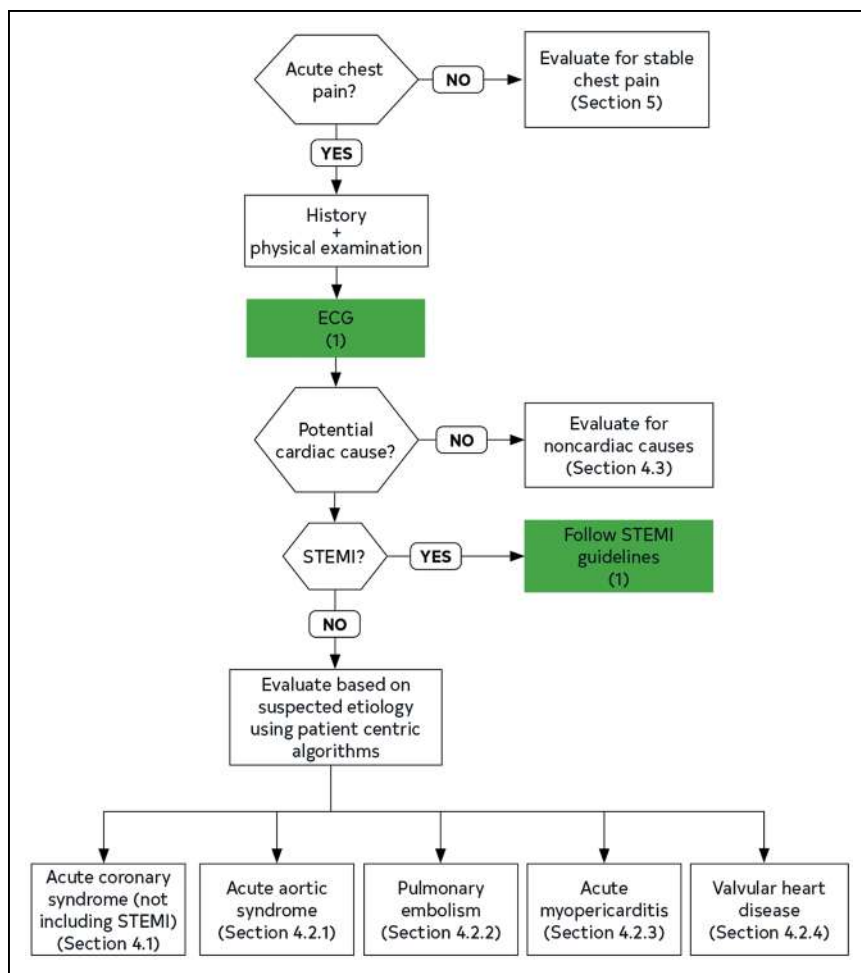 Acute chest
pain?
NO
Evaluate for stable
chest pain
(Section 5)
YES
History
+
physical examination
ECG
(1)
Potential
cardiac cause?
NO
Evaluate for
noncardiac causes
(Section 4.3)
STEMI?
YES
Follow STEMI
guidelines
(1)
NO
Evaluate based on
suspected etiology
using patient centric
algorithms
Acute coronary
syndrome (not
including STEMI)
(Section 4.1)
Acute aortic
syndrome
(Section 4.2.1)
Pulmonary
embolism
(Section 4.2.2)
Acute
myopericarditis
(Section 4.2.3)
Valvular heart
disease
(Section 4.2.4)